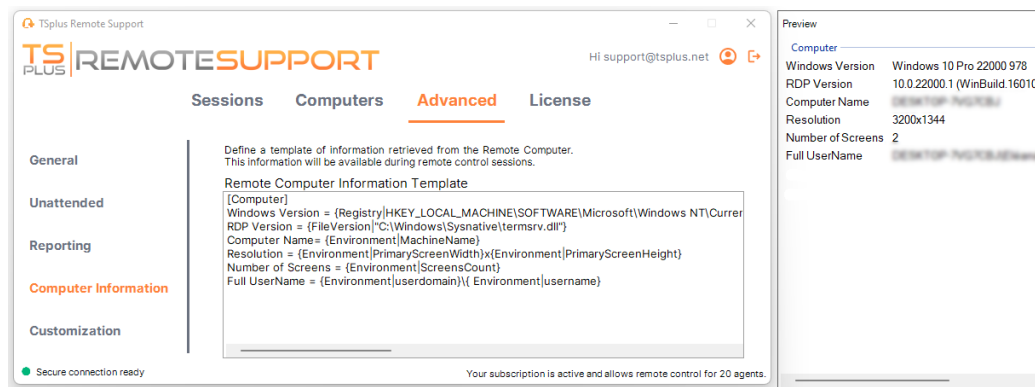 TSplus Remote Support
TS PLUS REMOTESUPPORT
Hi support@tsplus.net
Sessions Computers Advanced License
General
Unattended
Reporting
Computer Information
Customization
Define a template of information retrieved from the Remote Computer.
This information will be available during remote control sessions.
Remote Computer Information Template
[Computer]
Windows Version = {Registry|HKEY_LOCAL_MACHINE\SOFTWARE\Microsoft\Windows NT\Curren
RDP Version = {FileVersion|"C:\Windows\Sysnative\termsrv.dll"}
Computer Name= {Environment|MachineName}
Resolution = {Environment|PrimaryScreenWidth}x{Environment|PrimaryScreenHeight}
Number of Screens = {Environment|ScreensCount}
Full UserName = {Environment|userdomain}\{ Environment|username}
Secure connection ready
Your subscription is active and allows remote control for 20 agents.
Preview
Computer
Windows Version Windows 10 Pro 22000 978
RDP Version 10.0.22000.1 (WinBuild.16010
Computer Name
Resolution 3200x1344
Number of Screens 2
Full UserName